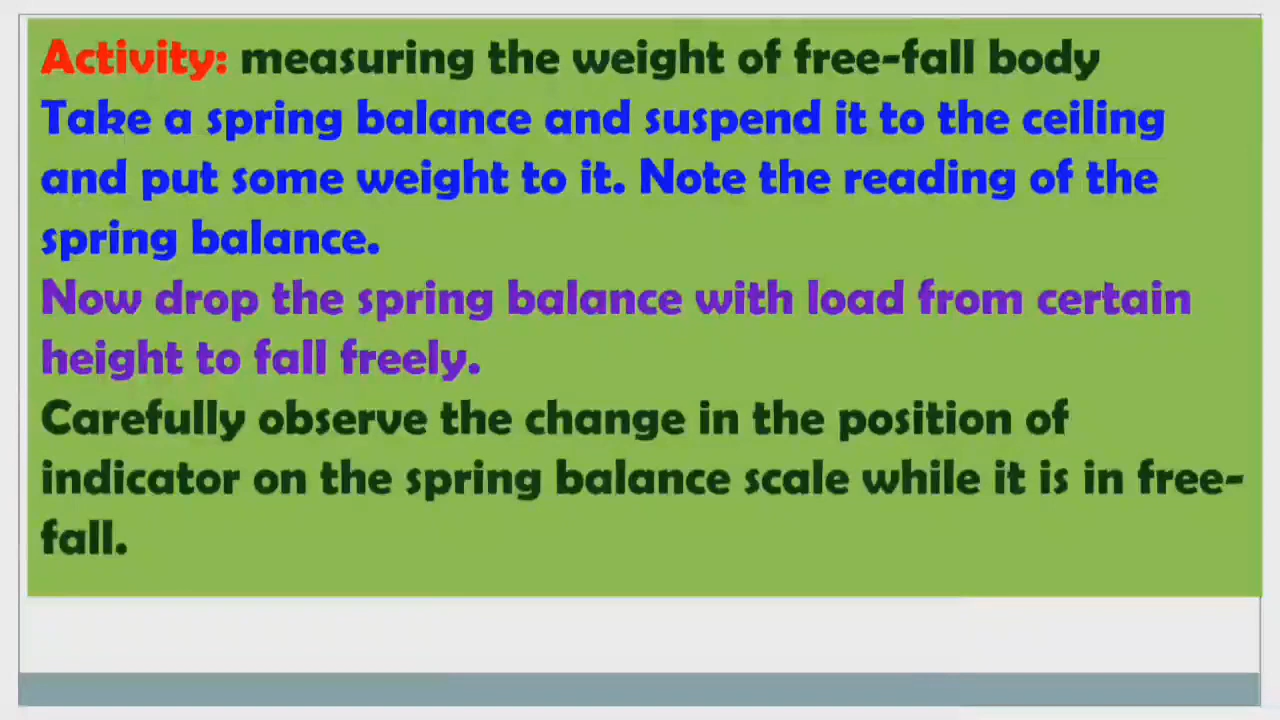 Activity: measuring the weight of free-fall body
Take a spring balance and suspend it to the ceiling
and put some weight to it. Note the reading of the
spring balance.
Now drop the spring balance with load from certain
height to fall freely.
Carefully observe the change in the position of
indicator on the spring balance scale while it is in free-
fall.